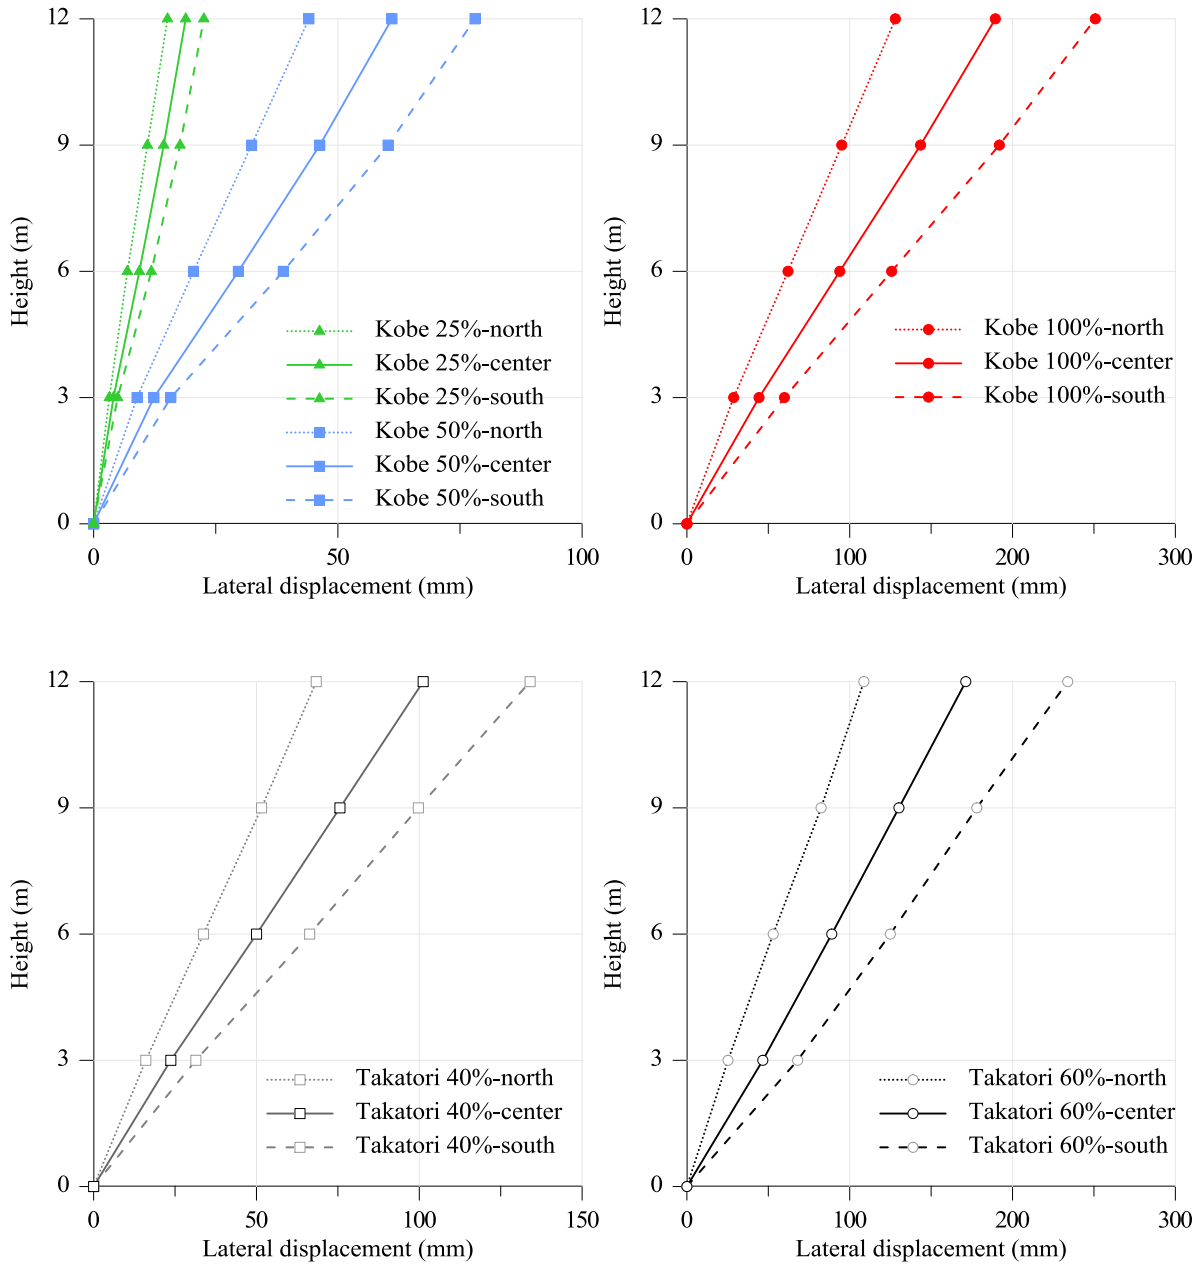 12
9
6
3
0
Height (m)
Kobe 25%-north
Kobe 25%-center
Kobe 25%-south
Kobe 50%-north
Kobe 50%-center
Kobe 50%-south
0 50 100
Lateral displacement (mm)
12
9
6
3
0
Height (m)
Kobe 100%-north
Kobe 100%-center
Kobe 100%-south
0 100 200 300
Lateral displacement (mm)
12
9
6
3
0
Height (m)
Takatori 40%-north
Takatori 40%-center
Takatori 40%-south
0 50 100 150
Lateral displacement (mm)
12
9
6
3
0
Height (m)
Takatori 60%-north
Takatori 60%-center
Takatori 60%-south
0 100 200 300
Lateral displacement (mm)